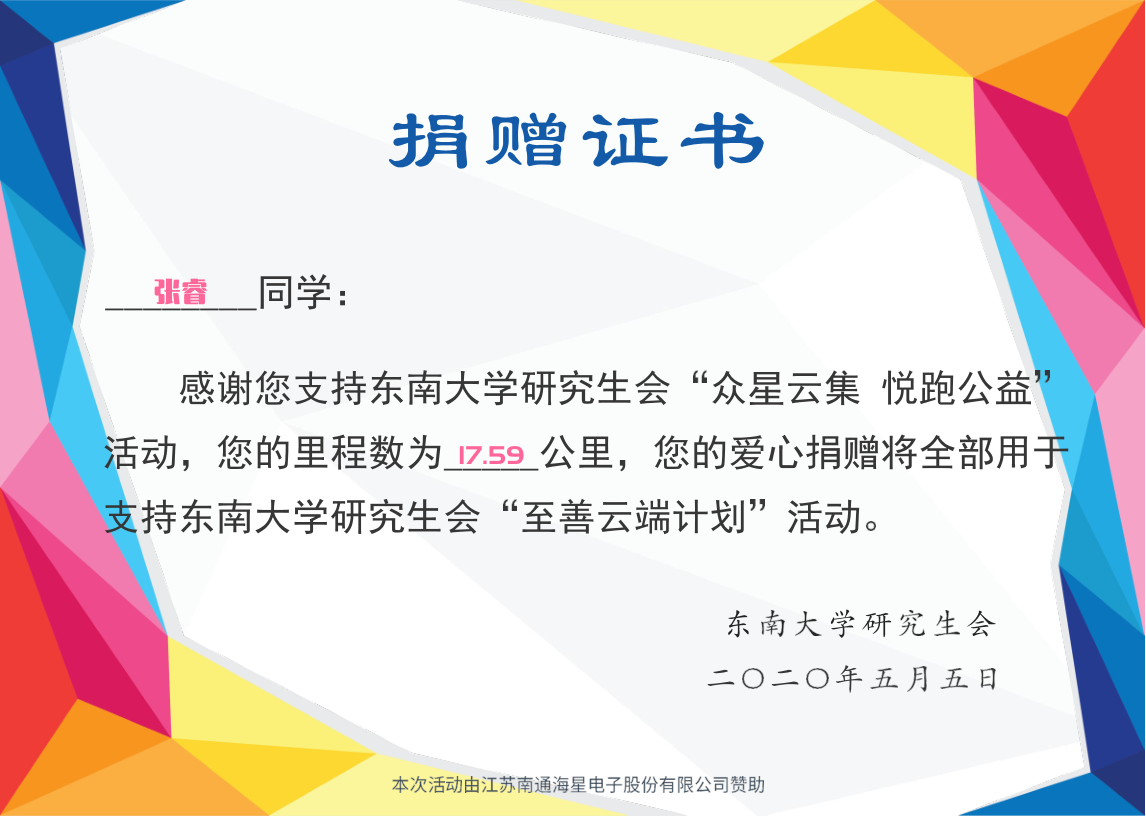 捐赠证书
张睿同学：
感谢您支持东南大学研究生会“众星云集 悦跑公益”
活动，您的里程数为17.59公里，您的爱心捐赠将全部用于
支持东南大学研究生会“至善云端计划”活动。
东南大学研究生会
二〇二〇年五月五日
本次活动由江苏南通海星电子股份有限公司赞助